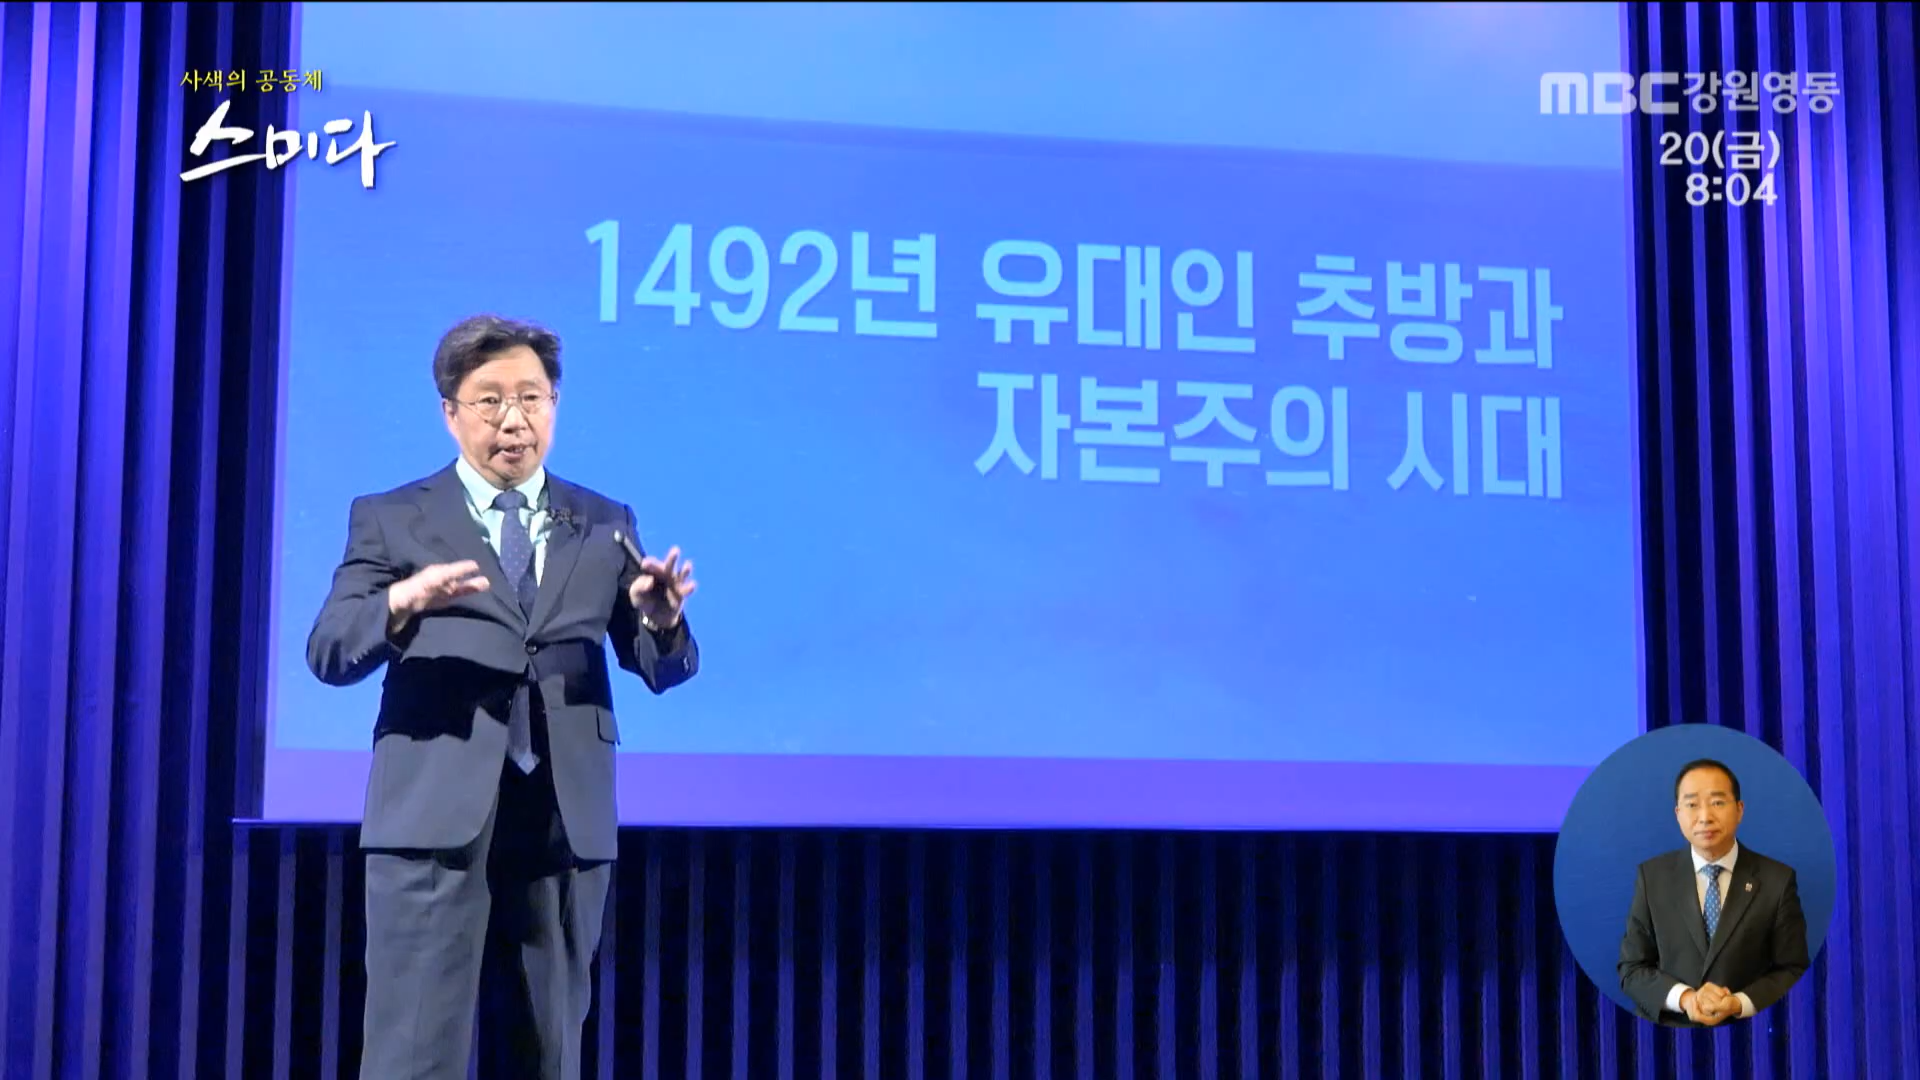 사색의 공동체
스미다
MBC강원영동
20(금)
8:04
1492년 유대인 추방과
자본주의 시대